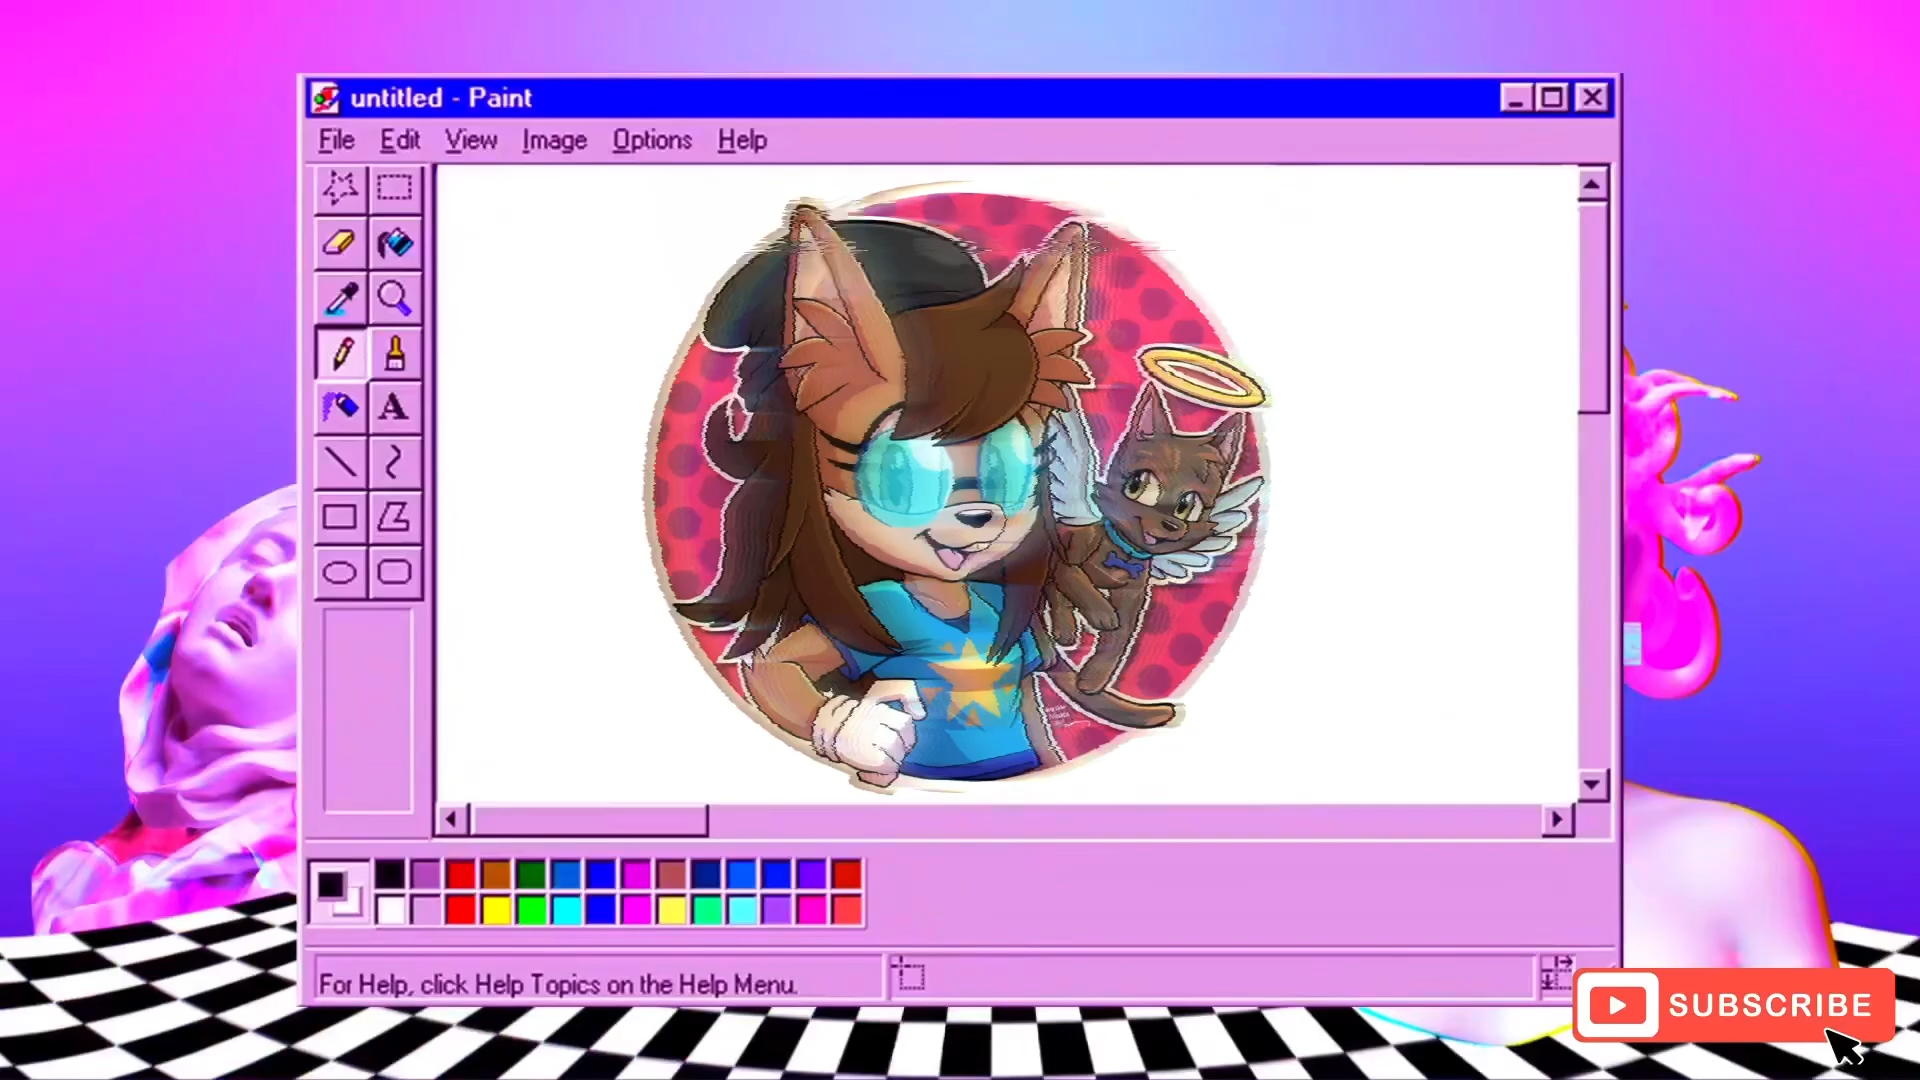 untitled - Paint
File Edit View Image Options Help
A
For Help, click Help Topics on the Help Menu.
SUBSCRIBE